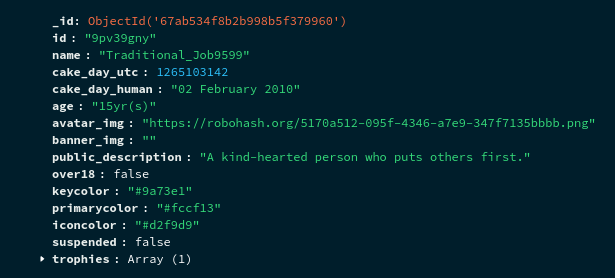 _id: ObjectId('67ab534f8b2b998b5f379960')
id: "9pv39gny"
name: "Traditional_Job9599"
cake_day_utc: 1265103142
cake_day_human: "02 February 2010"
age: "15yr(s)"
avatar_img: "https://robohash.org/5170a512-095f-4346-a7e9-347f7135bbbb.png"
banner_img: ""
public_description: "A kind-hearted person who puts others first."
over18: false
keycolor: "#9a73e1"
primarycolor: "#fccf13"
iconcolor: "#d2f9d9"
suspended: false
trophies: Array (1)